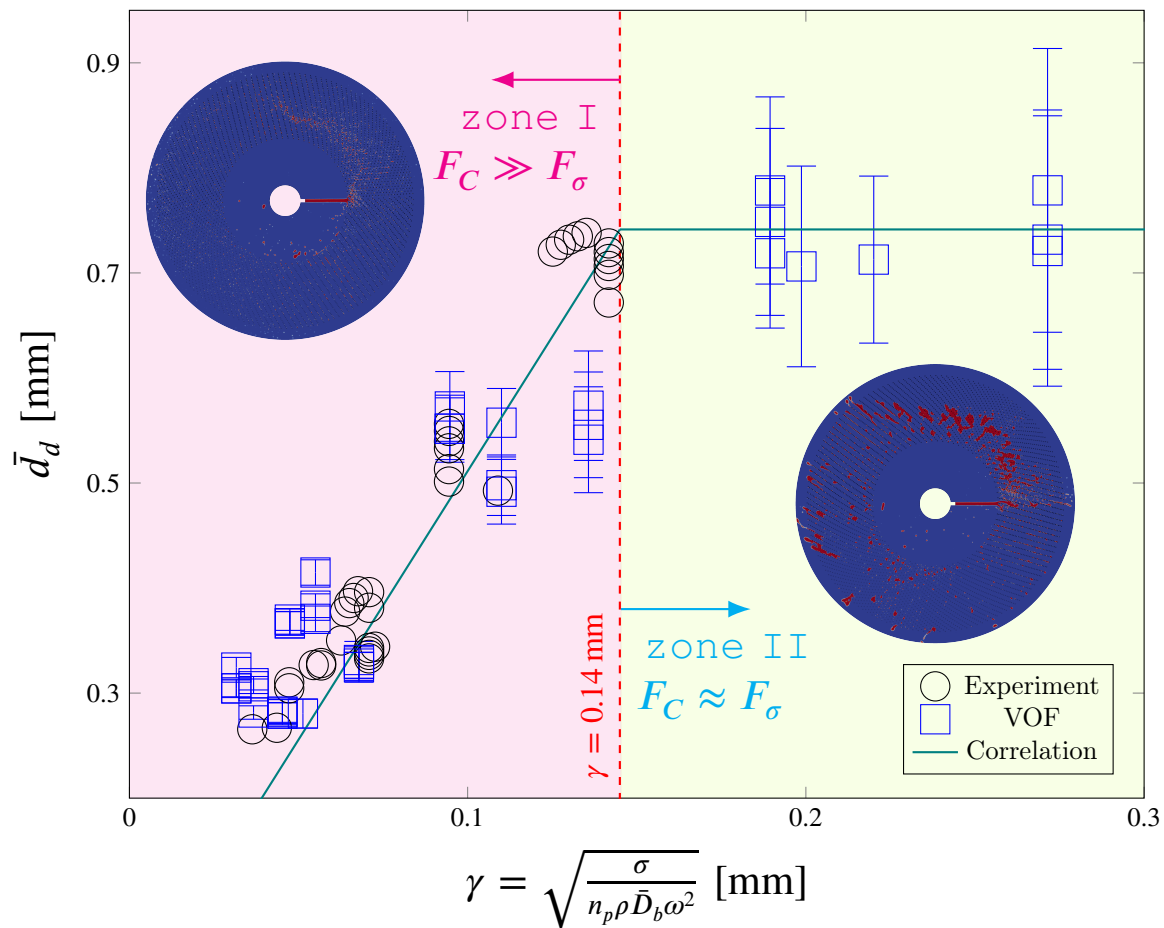 0.9
0.7
0.5
0.3
d̄_d [mm]
zone I
F_C ≫ F_σ
γ = 0.14 mm
zone II
F_C ≈ F_σ
Experiment
VOF
Correlation
0 0.1 0.2 0.3
γ = √(σ / (n_p ρ D̄_b ω²)) [mm]